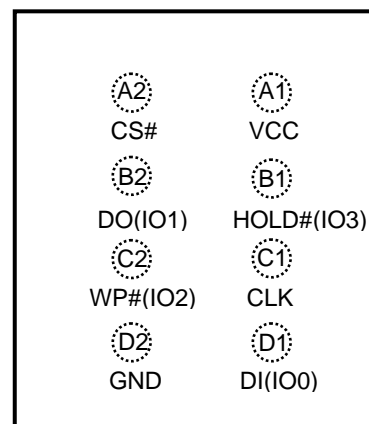 A2 A1
CS# VCC
B2 B1
DO(IO1) HOLD#(IO3)
C2 C1
WP#(IO2) CLK
D2 D1
GND DI(IO0)